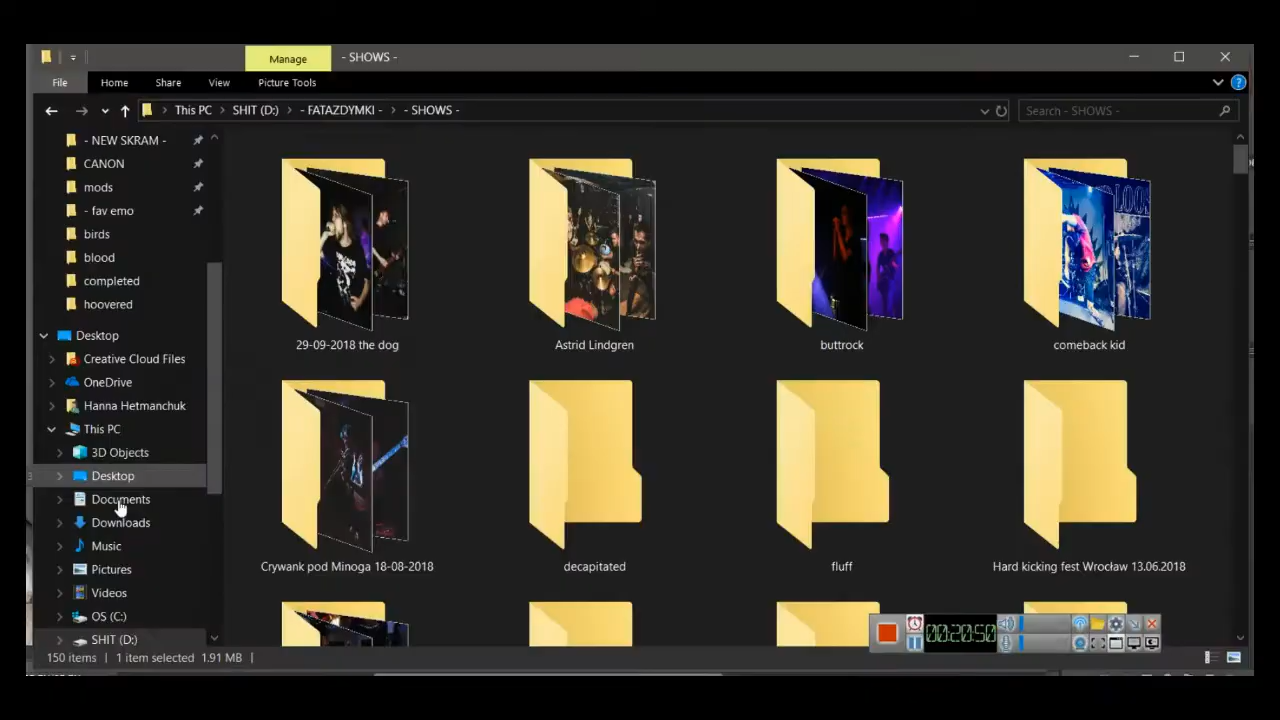 Manage
- SHOWS -
File
Home
Share
View
Picture Tools
This PC
SHIT (D:)
- FATAZDYMKI -
- SHOWS -
Search - SHOWS -
- NEW SKRAM -
CANON
mods
- fav emo
birds
blood
completed
hoovered
Desktop
Creative Cloud Files
OneDrive
Hanna Hetmanchuk
This PC
3D Objects
Desktop
Documents
Downloads
Music
Pictures
Videos
OS (C:)
SHIT (D:)
29-09-2018 the dog
Astrid Lindgren
buttrock
comeback kid
Crywank pod Minoga 18-08-2018
decapitated
fluff
Hard kicking fest Wrocław 13.06.2018
00:20:50
150 items
1 item selected 1.91 MB